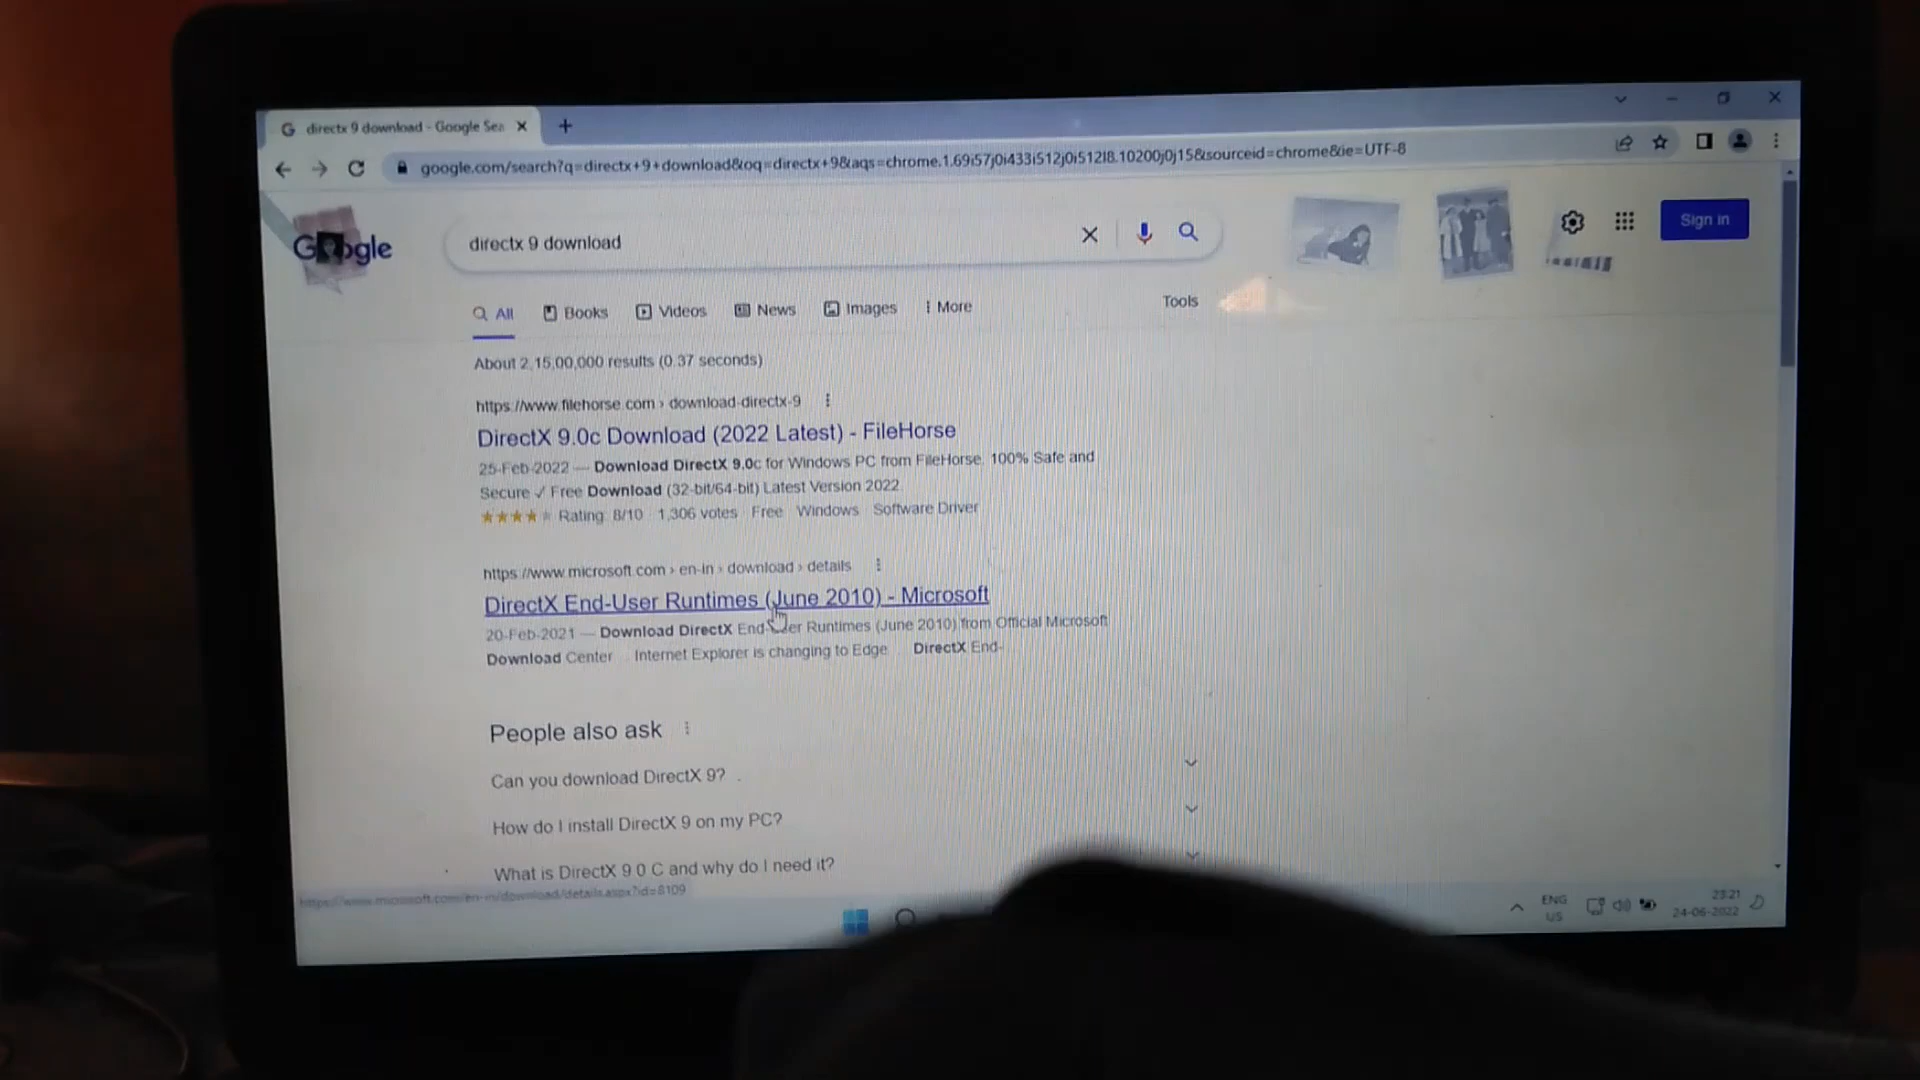 directx 9 download - Google Sea
google.com/search?q=directx+9+download&oq=directx+9&aqs=chrome.1.69i57j0i433i512j0i512l8.10200j0j15&sourceid=chrome&ie=UTF-8
Google
directx 9 download
Sign in
All Books Videos News Images More Tools
About 2,15,00,000 results (0.37 seconds)
https://www.filehorse.com › download-directx-9
DirectX 9.0c Download (2022 Latest) - FileHorse
25-Feb-2022 — Download DirectX 9.0c for Windows PC from FileHorse. 100% Safe and
Secure ✓ Free Download (32-bit/64-bit) Latest Version 2022.
Rating: 8/10 · 1,306 votes · Free · Windows · Software Driver
https://www.microsoft.com › en-in › download › details
DirectX End-User Runtimes (June 2010) - Microsoft
20-Feb-2021 — Download DirectX End-User Runtimes (June 2010) from Official Microsoft
Download Center · Internet Explorer is changing to Edge · DirectX End-
People also ask
Can you download DirectX 9?
How do I install DirectX 9 on my PC?
What is DirectX 9 0 C and why do I need it?
https://www.microsoft.com/en-in/download/details.aspx?id=8109
ENG
US
23:21
24-06-2022